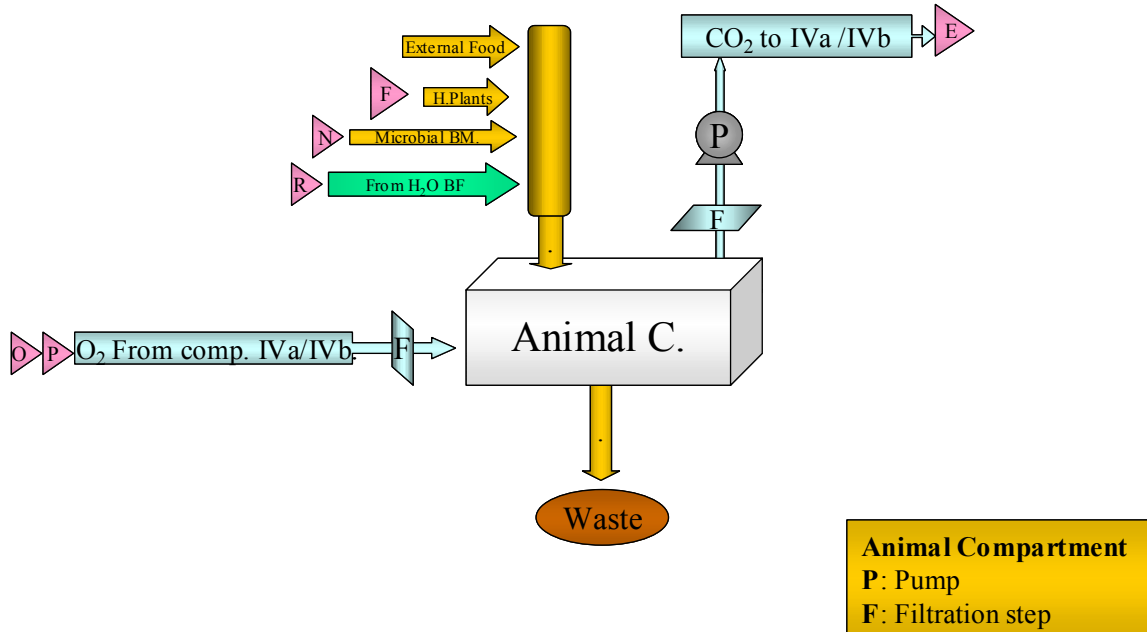 External Food
F
H.Plants
N
Microbial BM.
R
From H₂O BF
CO₂ to IVa /IVb
E
P
F
.
O
P
O₂ From comp. IVa/IVb.
F
Animal C.
.
Waste
Animal Compartment
P: Pump
F: Filtration step